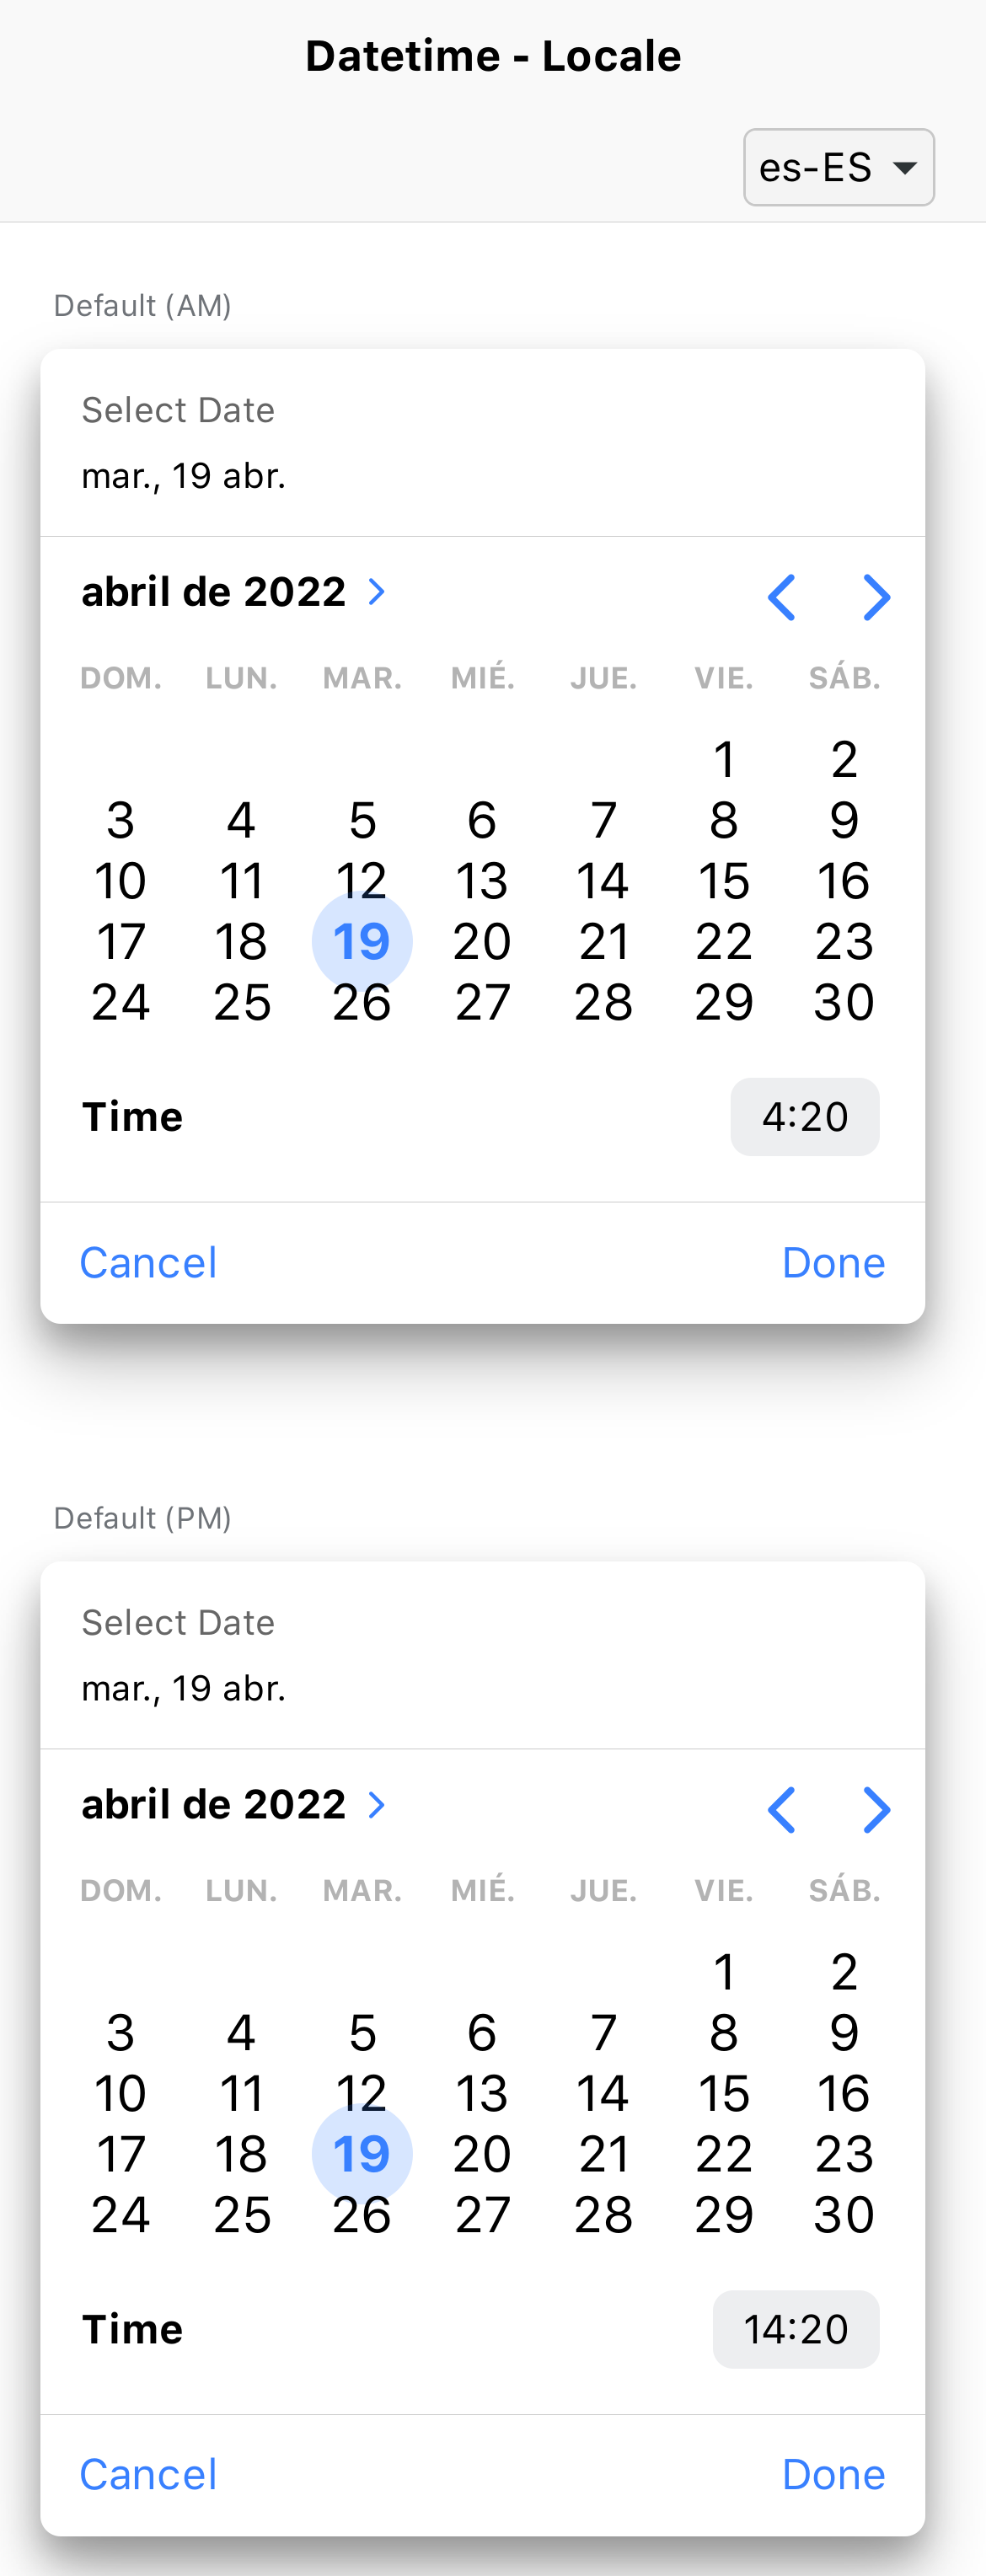 Datetime - Locale
es-ES
Default (AM)
Select Date
mar., 19 abr.
abril de 2022
DOM. LUN. MAR. MIÉ. JUE. VIE. SÁB.
1 2
3 4 5 6 7 8 9
10 11 12 13 14 15 16
17 18 19 20 21 22 23
24 25 26 27 28 29 30
Time 4:20
Cancel Done
Default (PM)
Select Date
mar., 19 abr.
abril de 2022
DOM. LUN. MAR. MIÉ. JUE. VIE. SÁB.
1 2
3 4 5 6 7 8 9
10 11 12 13 14 15 16
17 18 19 20 21 22 23
24 25 26 27 28 29 30
Time 14:20
Cancel Done